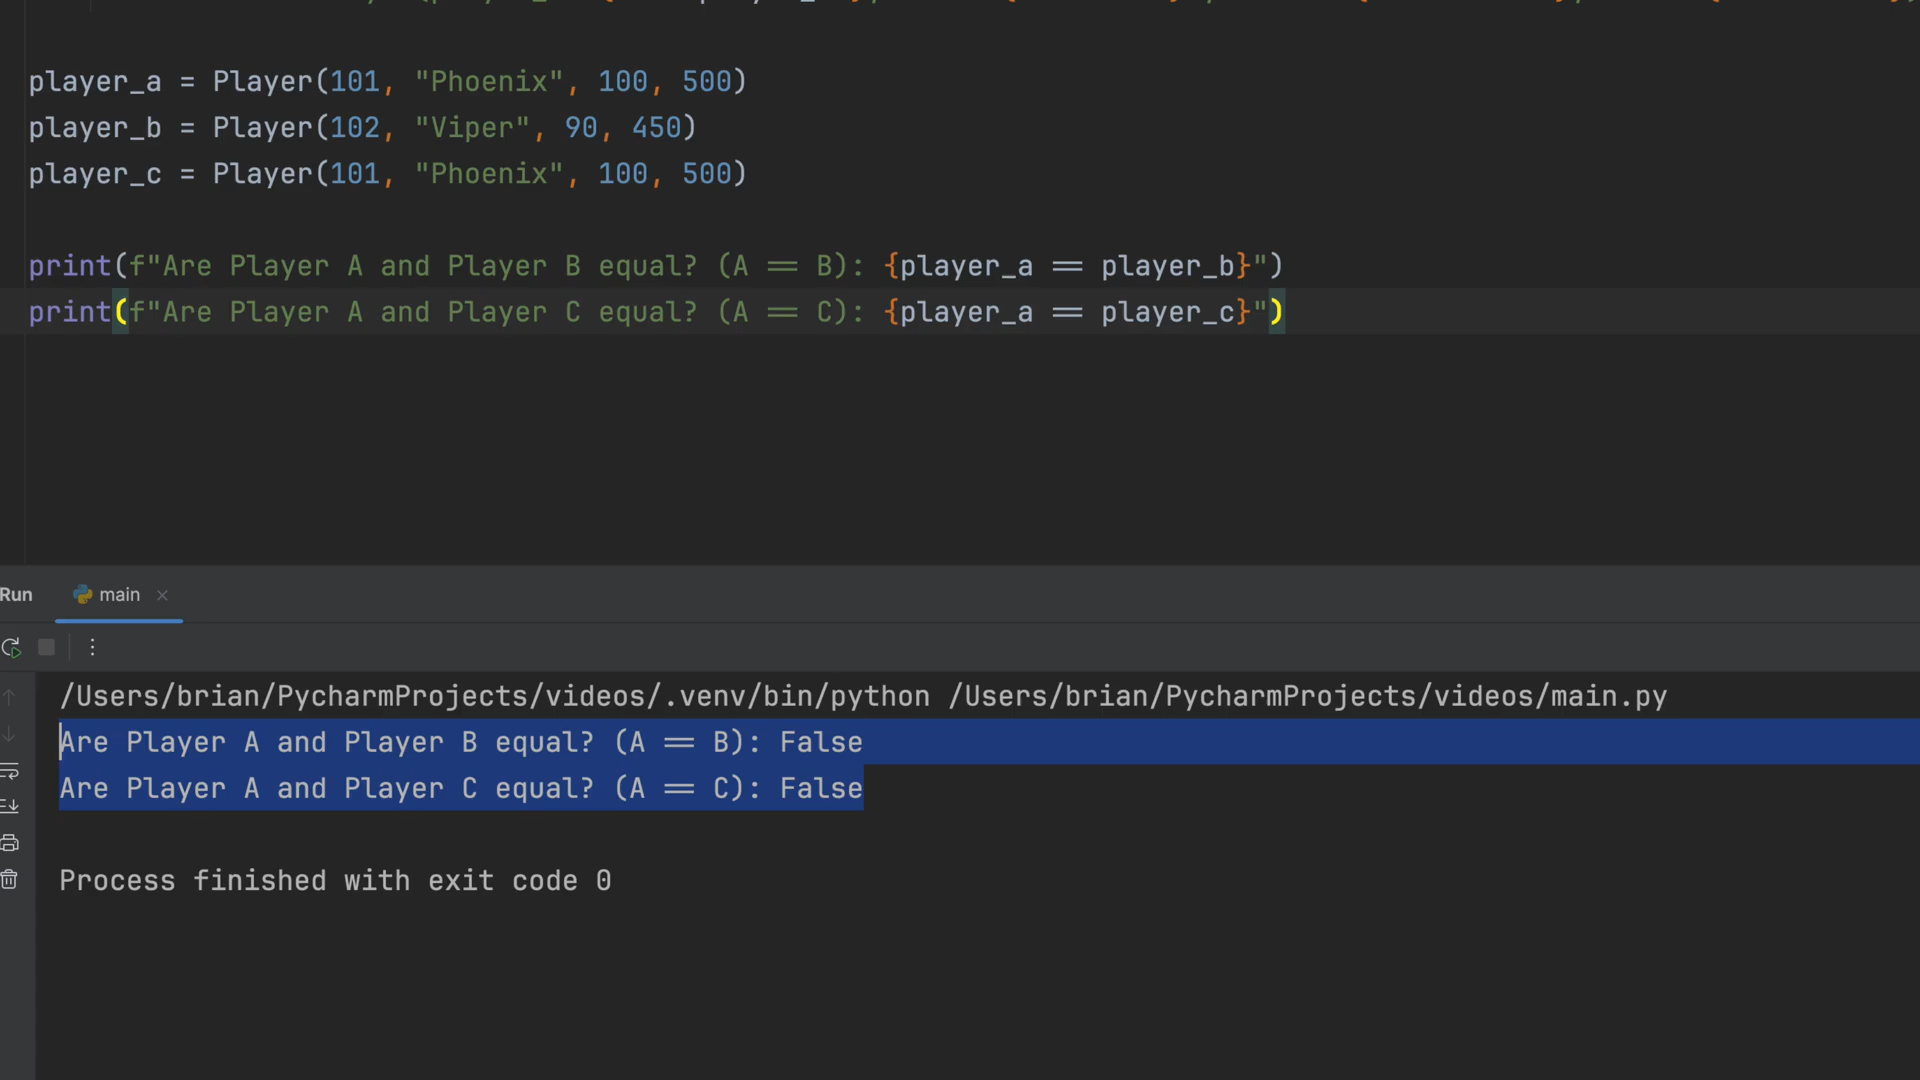 player_a = Player(101, "Phoenix", 100, 500)
player_b = Player(102, "Viper", 90, 450)
player_c = Player(101, "Phoenix", 100, 500)
print(f"Are Player A and Player B equal? (A == B): {player_a == player_b}")
print(f"Are Player A and Player C equal? (A == C): {player_a == player_c}")
Run main
/Users/brian/PycharmProjects/videos/.venv/bin/python /Users/brian/PycharmProjects/videos/main.py
Are Player A and Player B equal? (A == B): False
Are Player A and Player C equal? (A == C): False
Process finished with exit code 0